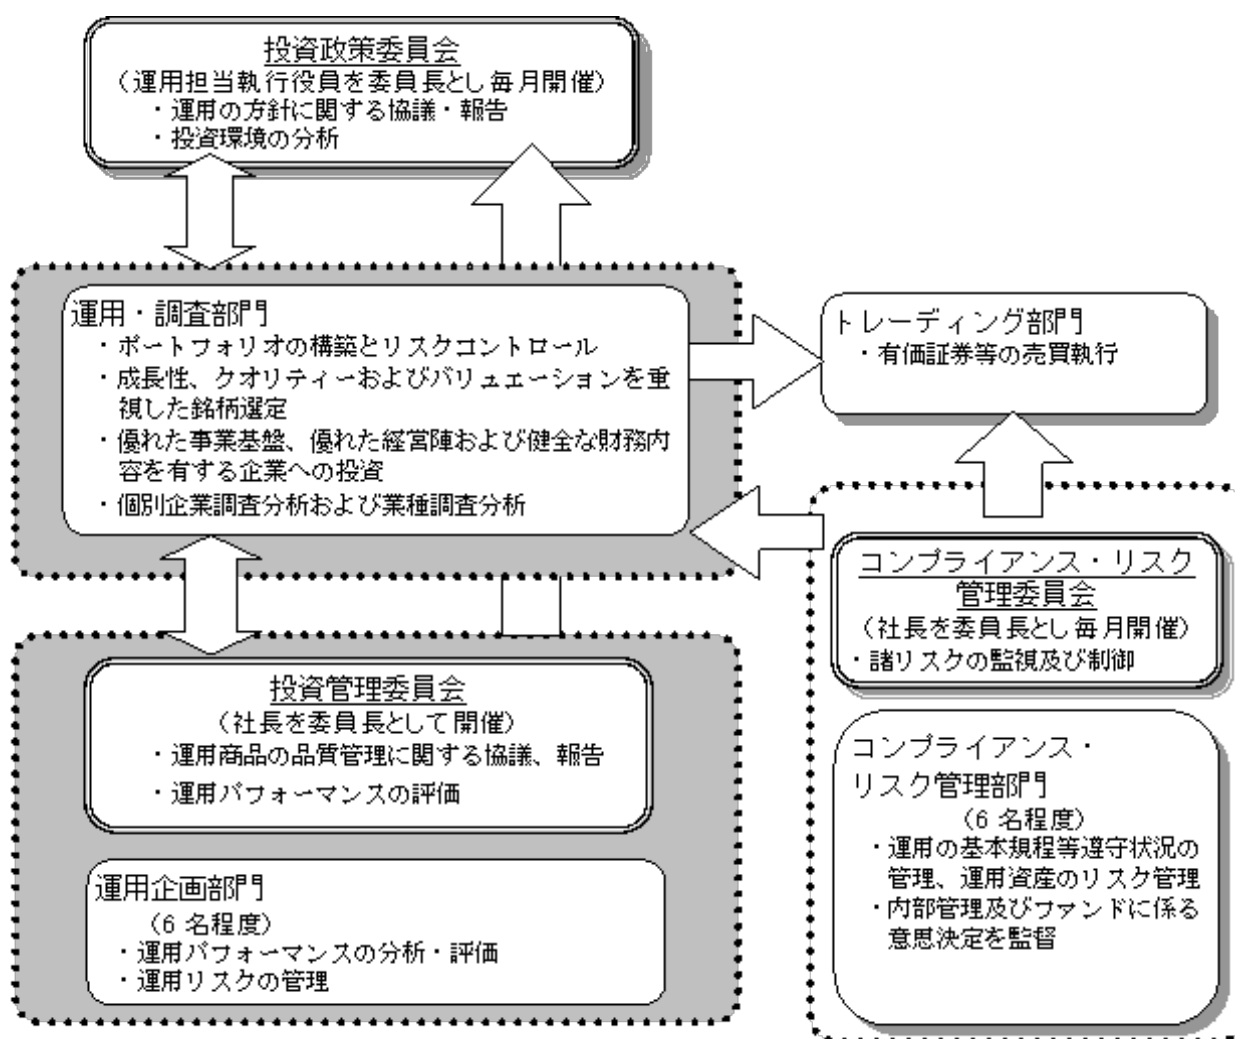 投資政策委員会
（運用担当執行役員を委員長とし毎月開催）
・運用の方針に関する協議・報告
・投資環境の分析
運用・調査部門
・ポートフォリオの構築とリスクコントロール
・成長性、クオリティーおよびバリュエーションを重
視した銘柄選定
・優れた事業基盤、優れた経営陣および健全な財務内
容を有する企業への投資
・個別企業調査分析および業種調査分析
トレーディング部門
・有価証券等の売買執行
コンプライアンス・リスク
管理委員会
（社長を委員長とし毎月開催）
・諸リスクの監視及び制御
投資管理委員会
（社長を委員長として開催）
・運用商品の品質管理に関する協議、報告
・運用パフォーマンスの評価
運用企画部門
（6 名程度）
・運用パフォーマンスの分析・評価
・運用リスクの管理
コンプライアンス・
リスク管理部門
（6 名程度）
・運用の基本規程等遵守状況の
管理、運用資産のリスク管理
・内部管理及びファンドに係る
意思決定を監督